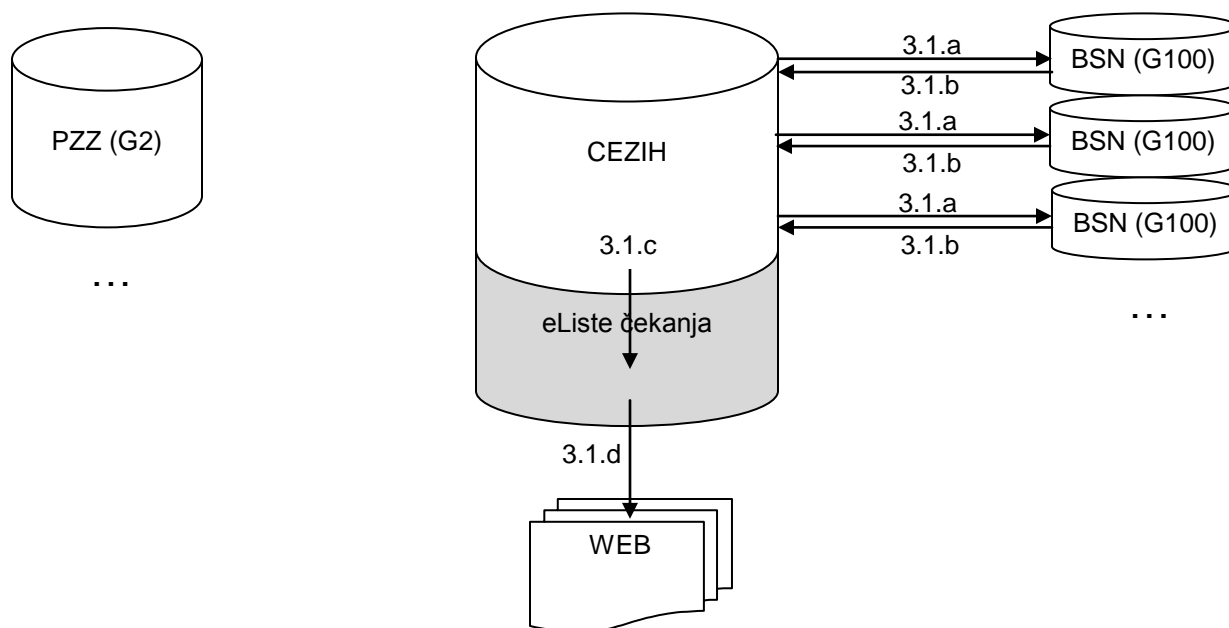 PZZ (G2)
...
CEZIH
3.1.c
eListe čekanja
3.1.d
WEB
3.1.a
3.1.b
3.1.a
3.1.b
3.1.a
3.1.b
BSN (G100)
BSN (G100)
BSN (G100)
...